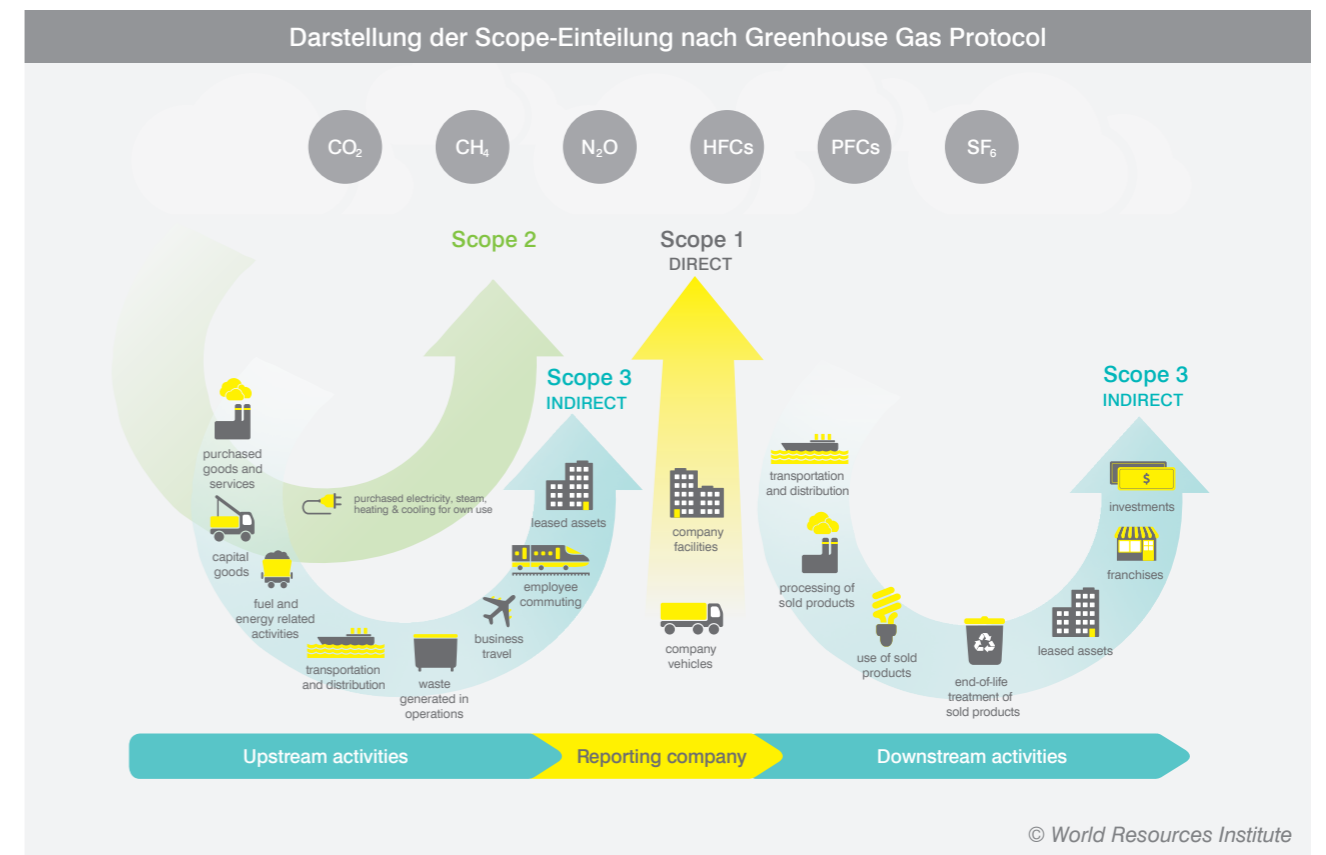 Darstellung der Scope-Einteilung nach Greenhouse Gas Protocol
CO₂
CH₄
N₂O
HFCs
PFCs
SF₆
Scope 2
Scope 1
DIRECT
Scope 3
INDIRECT
Scope 3
INDIRECT
purchased
goods and
services
purchased electricity, steam,
heating & cooling for own use
capital
goods
fuel and
energy related
activities
transportation
and distribution
waste
generated in
operations
business
travel
employee
commuting
leased assets
company
facilities
company
vehicles
transportation
and distribution
processing of
sold products
use of sold
products
end-of-life
treatment of
sold products
leased assets
franchises
$
investments
Upstream activities
Reporting company
Downstream activities
© World Resources Institute